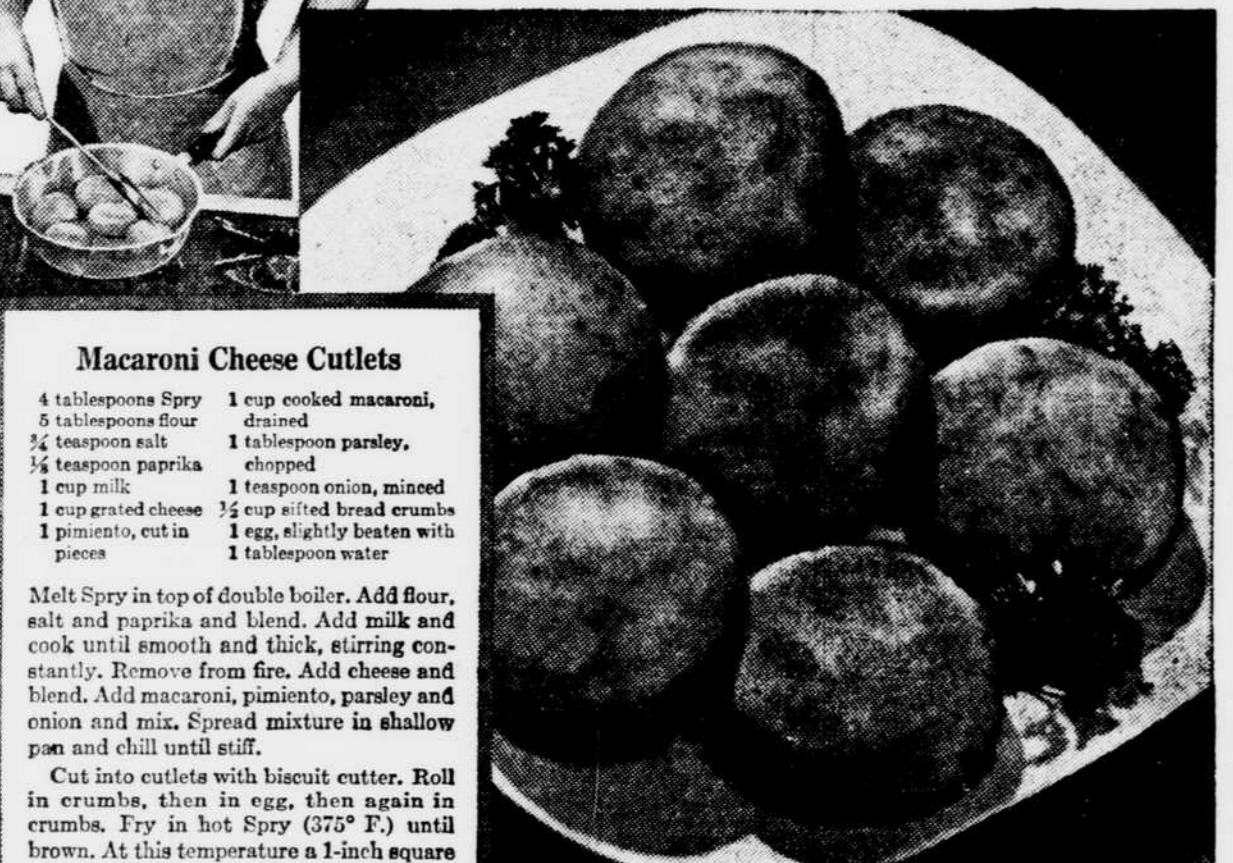 Macaroni Cheese Cutlets
4 tablespoons Spry
5 tablespoons flour
¾ teaspoon salt
⅛ teaspoon paprika
1 cup milk
1 cup grated cheese
1 pimiento, cut in
pieces
1 cup cooked macaroni,
drained
1 tablespoon parsley,
chopped
1 teaspoon onion, minced
½ cup sifted bread crumbs
1 egg, slightly beaten with
1 tablespoon water
Melt Spry in top of double boiler. Add flour,
salt and paprika and blend. Add milk and
cook until smooth and thick, stirring con-
stantly. Remove from fire. Add cheese and
blend. Add macaroni, pimiento, parsley and
onion and mix. Spread mixture in shallow
pan and chill until stiff.
Cut into cutlets with biscuit cutter. Roll
in crumbs, then in egg, then again in
crumbs. Fry in hot Spry (375° F.) until
brown. At this temperature a 1-inch square